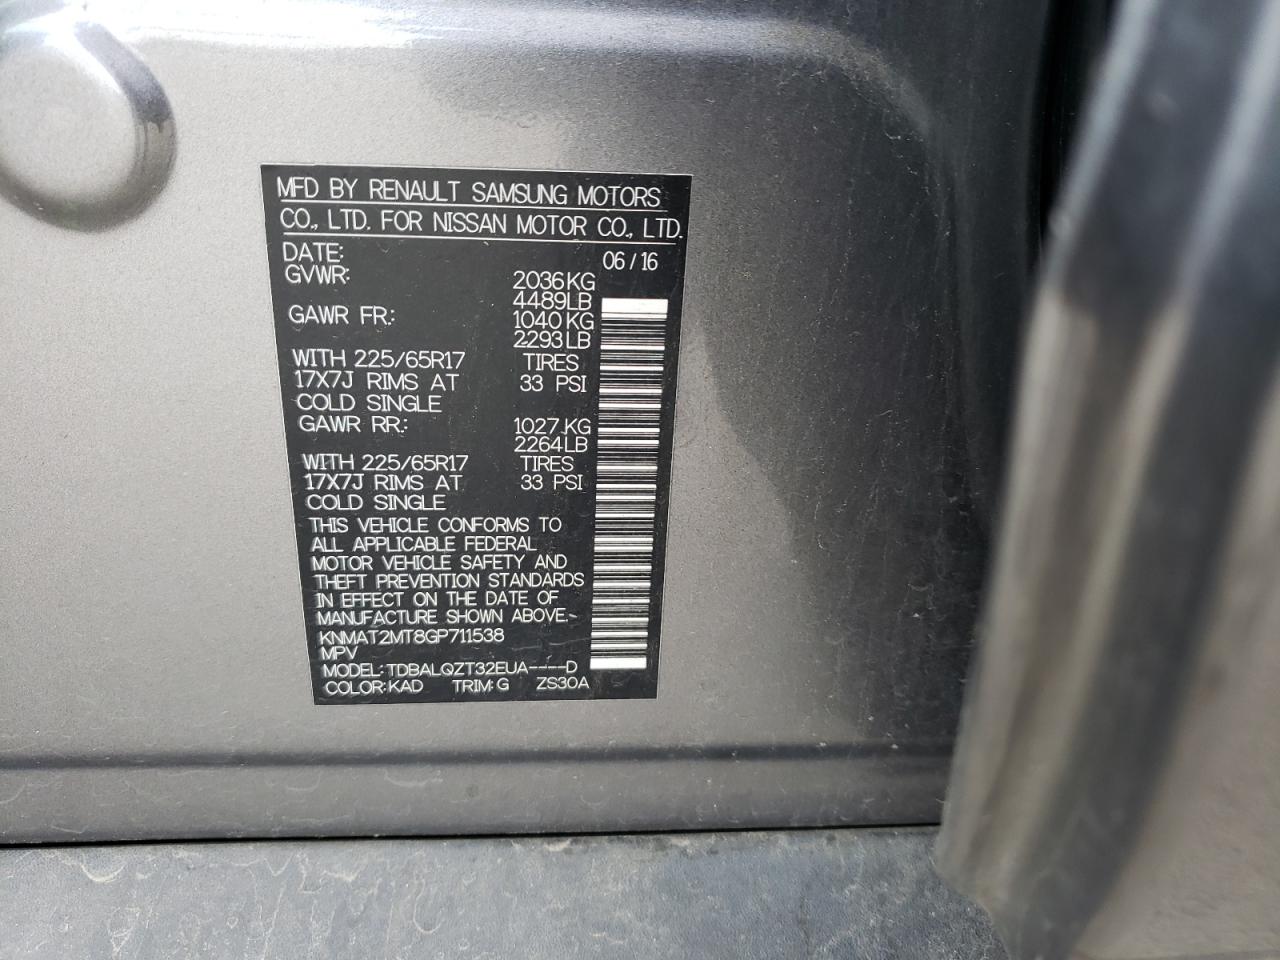 MFD BY RENAULT SAMSUNG MOTORS
CO., LTD. FOR NISSAN MOTOR CO., LTD.
DATE: 06 / 16
GVWR: 2036KG
4489LB
GAWR FR.: 1040KG
2293LB
WITH 225/65R17 TIRES
17X7J RIMS AT 33 PSI
COLD SINGLE
GAWR RR.: 1027KG
2264LB
WITH 225/65R17 TIRES
17X7J RIMS AT 33 PSI
COLD SINGLE
THIS VEHICLE CONFORMS TO
ALL APPLICABLE FEDERAL
MOTOR VEHICLE SAFETY AND
THEFT PREVENTION STANDARDS
IN EFFECT ON THE DATE OF
MANUFACTURE SHOWN ABOVE.
KNMAT2MT8GP711538
MPV
MODEL: TDBALQZT32EUA----D
COLOR: KAD TRIM: G ZS30A